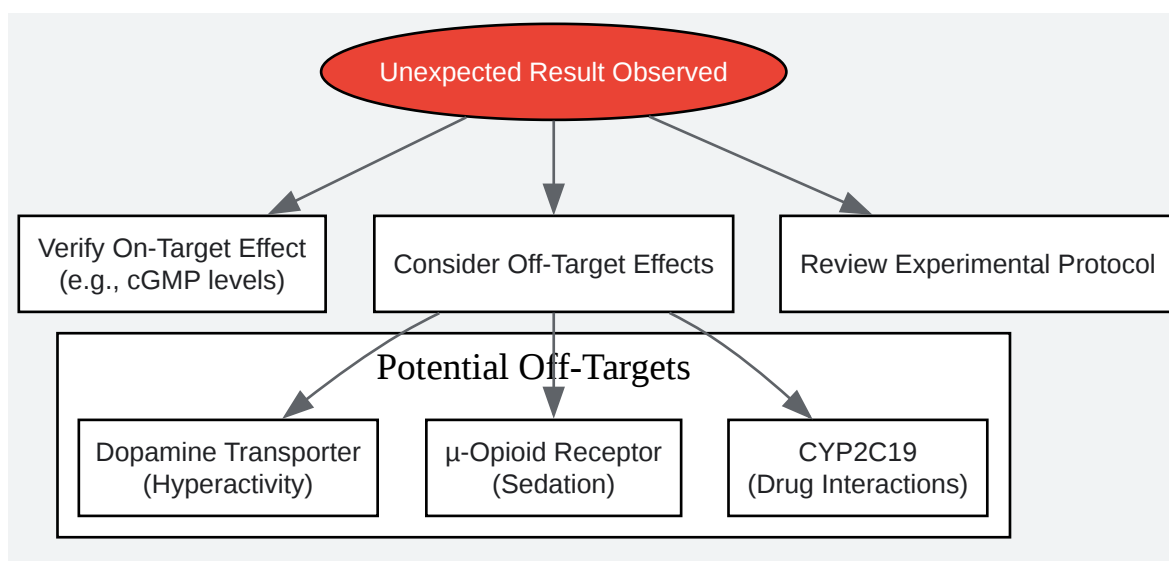 Unexpected Result Observed
Verify On-Target Effect
(e.g., cGMP levels)
Consider Off-Target Effects
Review Experimental Protocol
Potential Off-Targets
Dopamine Transporter
(Hyperactivity)
µ-Opioid Receptor
(Sedation)
CYP2C19
(Drug Interactions)